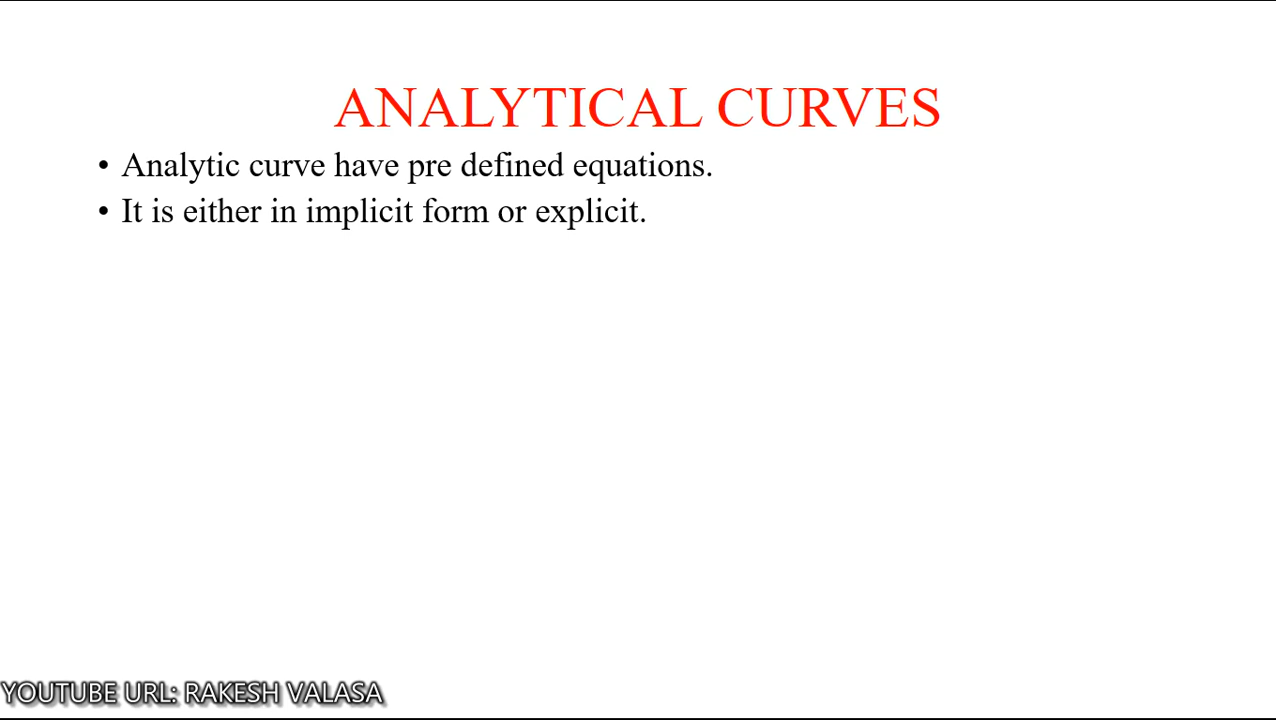 ANALYTICAL CURVES
• Analytic curve have pre defined equations.
• It is either in implicit form or explicit.
YOUTUBE URL: RAKESH VALASA